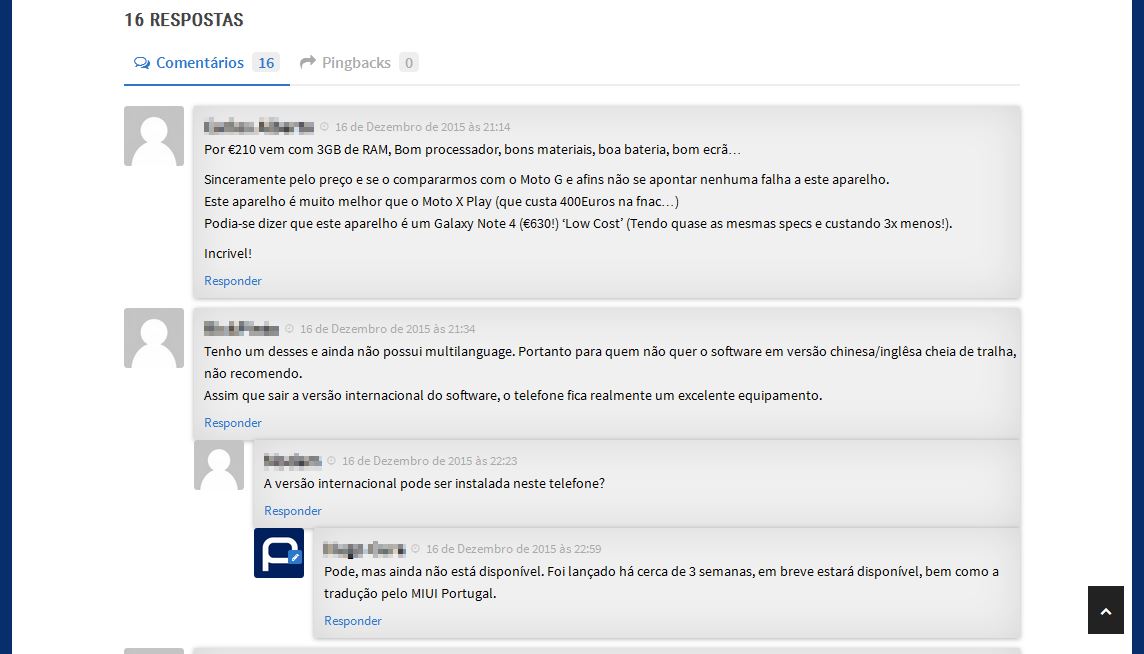 16 RESPOSTAS
Comentários 16 Pingbacks 0
16 de Dezembro de 2015 às 21:14
Por €210 vem com 3GB de RAM, Bom processador, bons materiais, boa bateria, bom ecrã…
Sinceramente pelo preço e se o compararmos com o Moto G e afins não se apontar nenhuma falha a este aparelho.
Este aparelho é muito melhor que o Moto X Play (que custa 400Euros na fnac…)
Podia-se dizer que este aparelho é um Galaxy Note 4 (€630!) ‘Low Cost’ (Tendo quase as mesmas specs e custando 3x menos!).
Incrivel!
Responder
16 de Dezembro de 2015 às 21:34
Tenho um desses e ainda não possui multilanguage. Portanto para quem não quer o software em versão chinesa/inglêsa cheia de tralha,
não recomendo.
Assim que sair a versão internacional do software, o telefone fica realmente um excelente equipamento.
Responder
16 de Dezembro de 2015 às 22:23
A versão internacional pode ser instalada neste telefone?
Responder
16 de Dezembro de 2015 às 22:59
Pode, mas ainda não está disponível. Foi lançado há cerca de 3 semanas, em breve estará disponível, bem como a
tradução pelo MIUI Portugal.
Responder